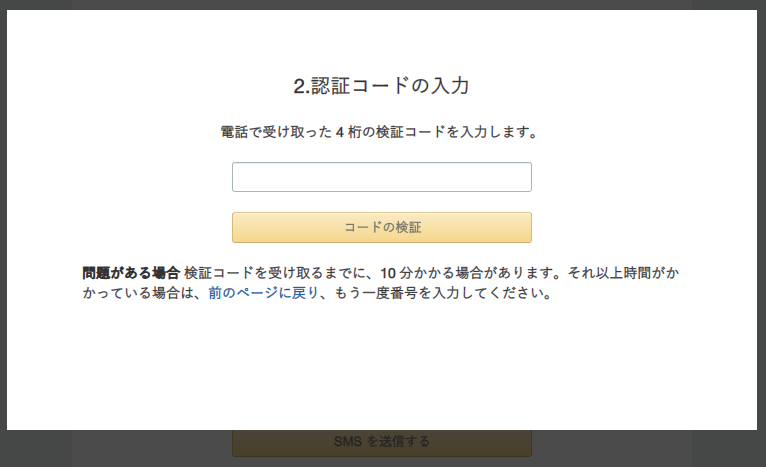 2.認証コードの入力
電話で受け取った 4 桁の検証コードを入力します。
コードの検証
問題がある場合 検証コードを受け取るまでに、10 分かかる場合があります。それ以上時間がか
かっている場合は、前のページに戻り、もう一度番号を入力してください。
SMS を送信する